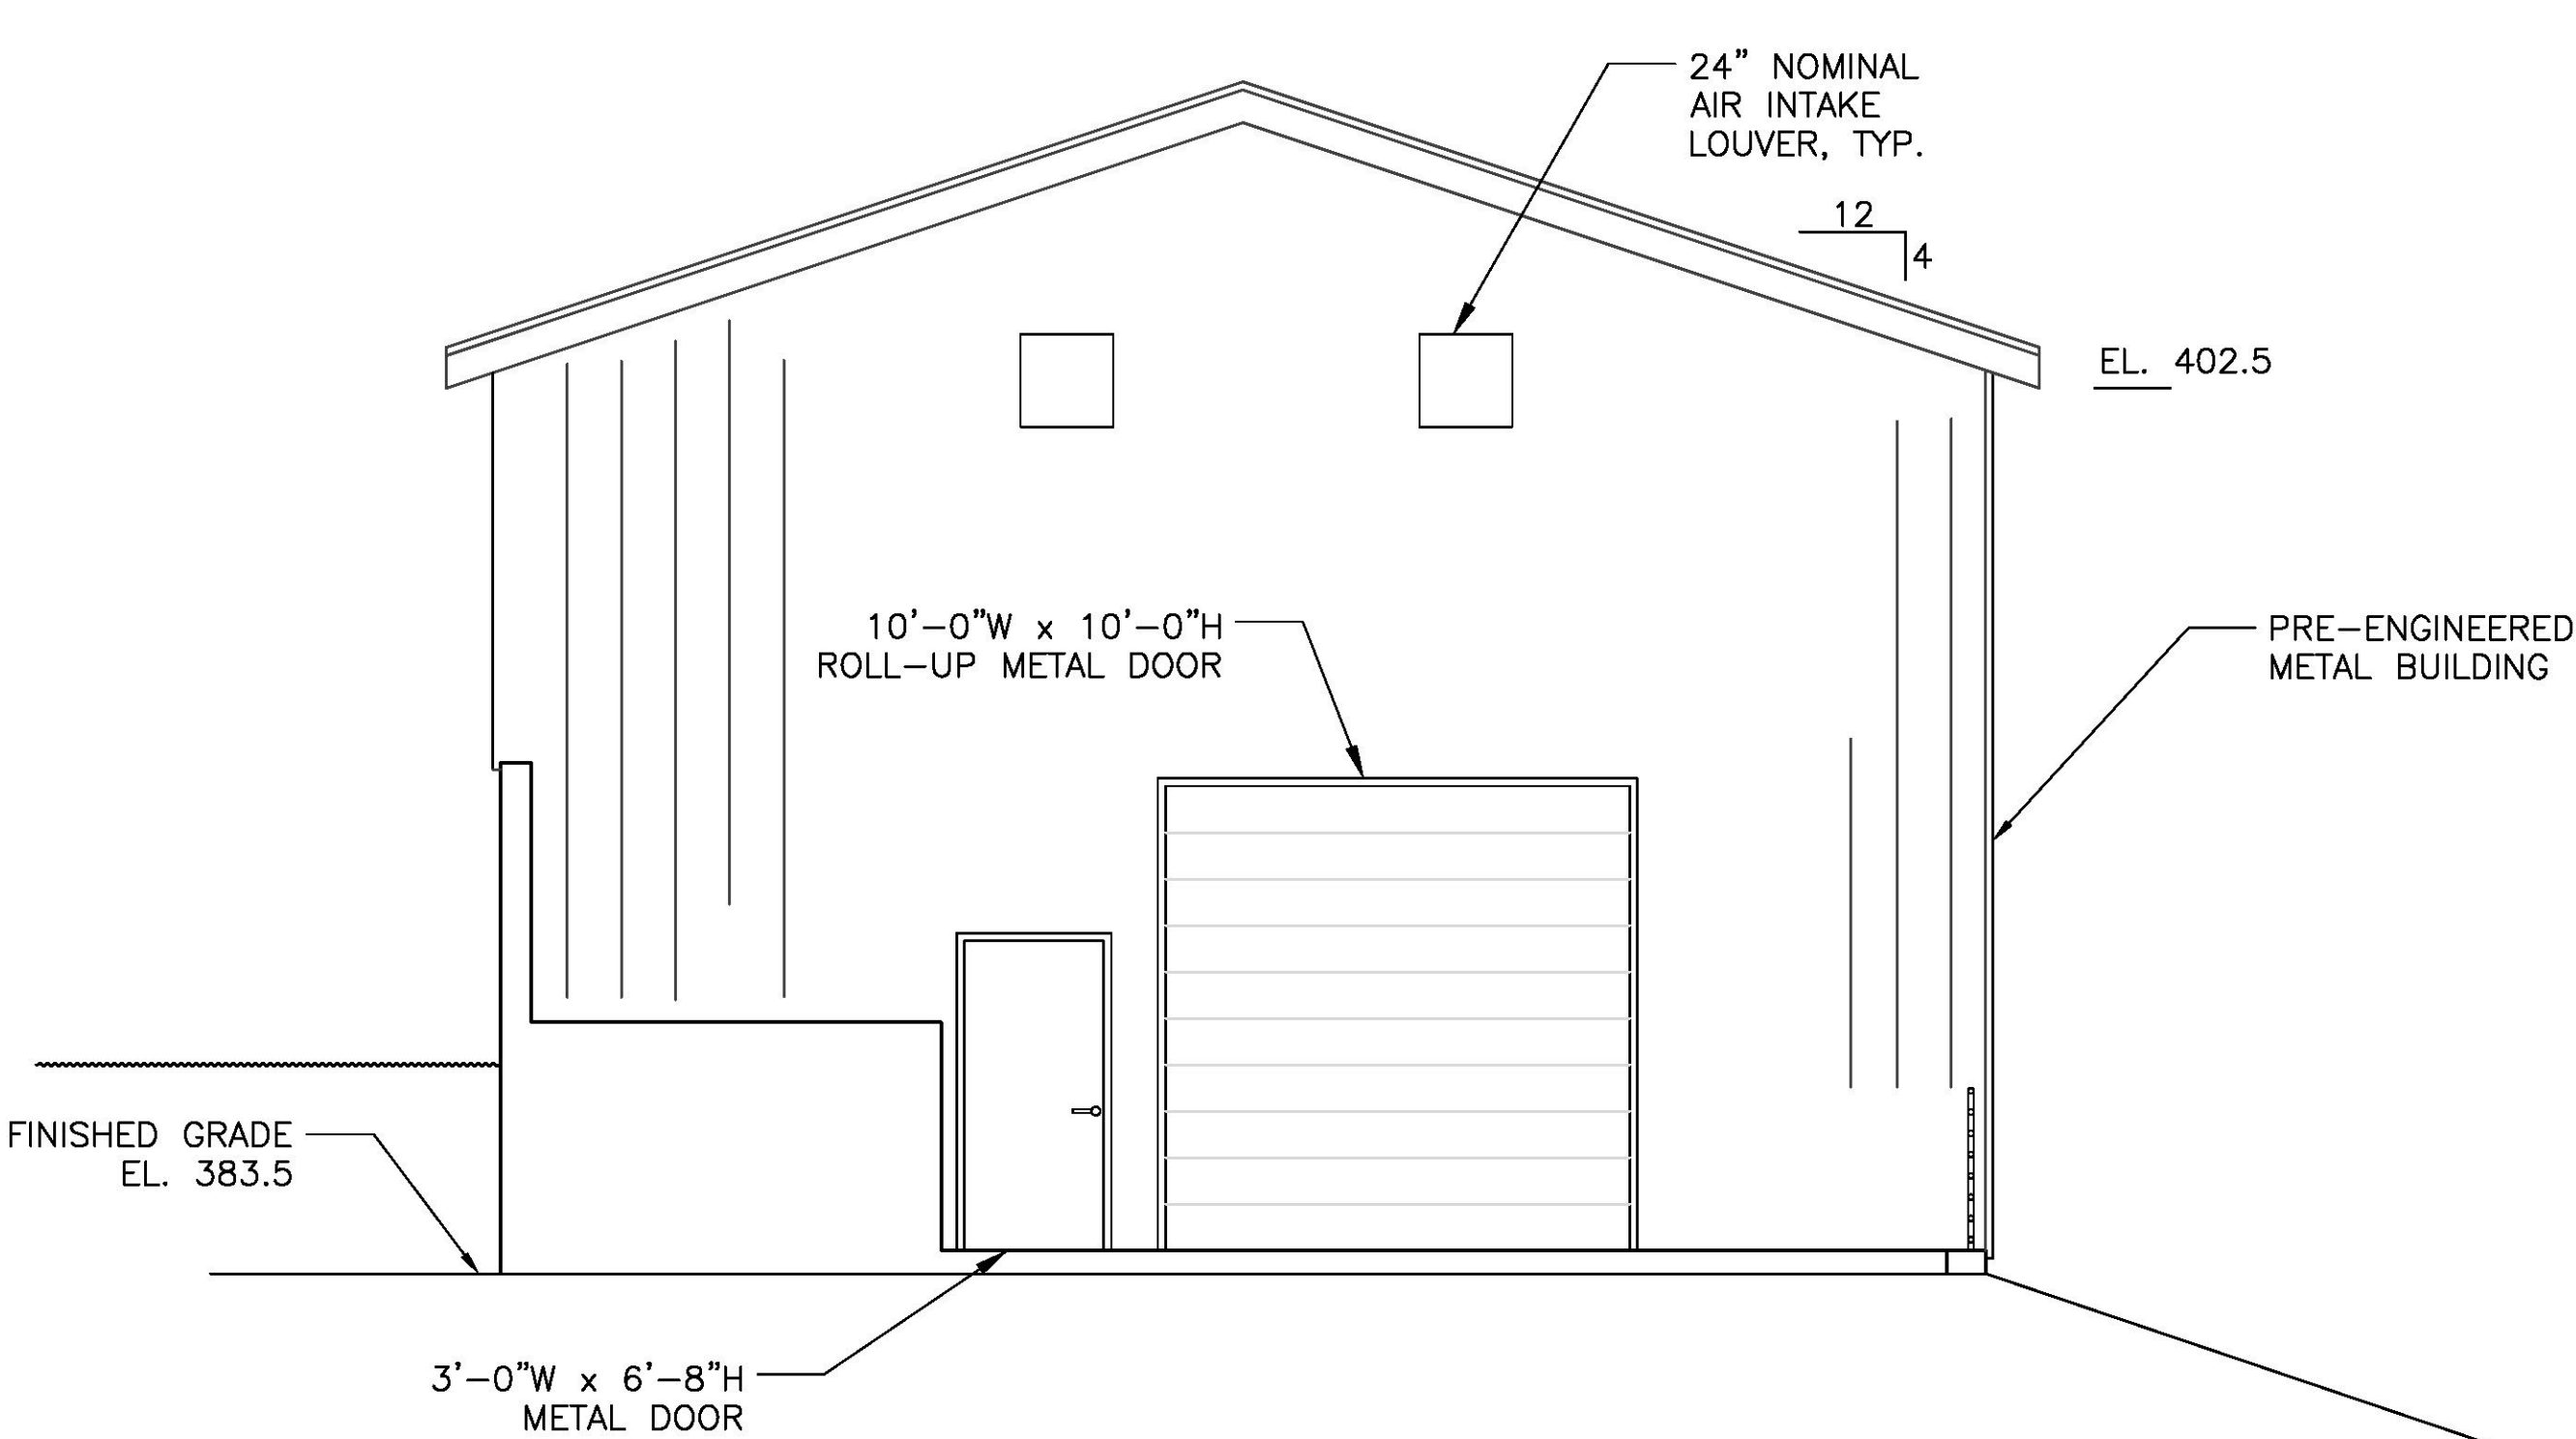 24” NOMINAL
AIR INTAKE
LOUVER, TYP.
12
4
EL. 402.5
10’-0”W x 10’-0”H
ROLL-UP METAL DOOR
PRE-ENGINEERED
METAL BUILDING
FINISHED GRADE
EL. 383.5
3’-0”W x 6’-8”H
METAL DOOR